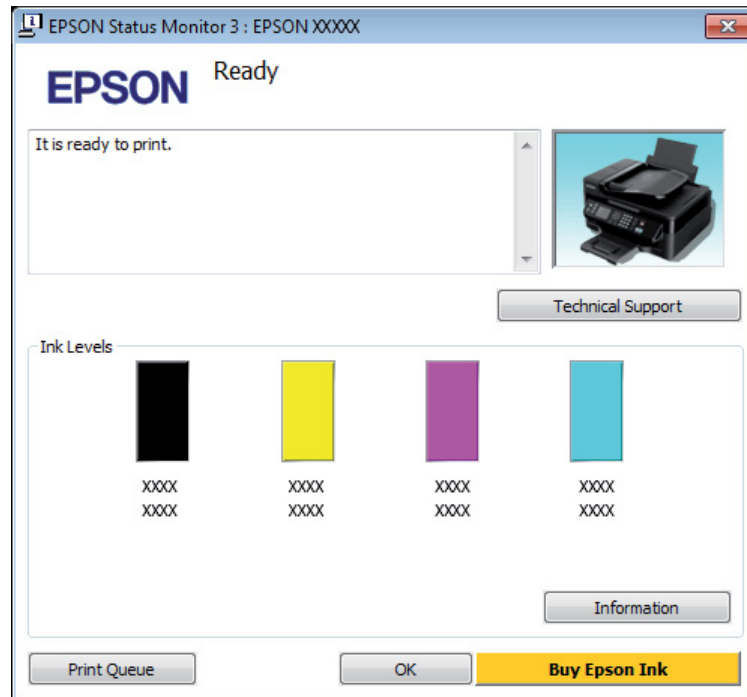 EPSON Status Monitor 3 : EPSON XXXXX
EPSON
Ready
It is ready to print.
Technical Support
Ink Levels
XXXX XXXX XXXX XXXX
XXXX XXXX XXXX XXXX
Information
Print Queue OK Buy Epson Ink